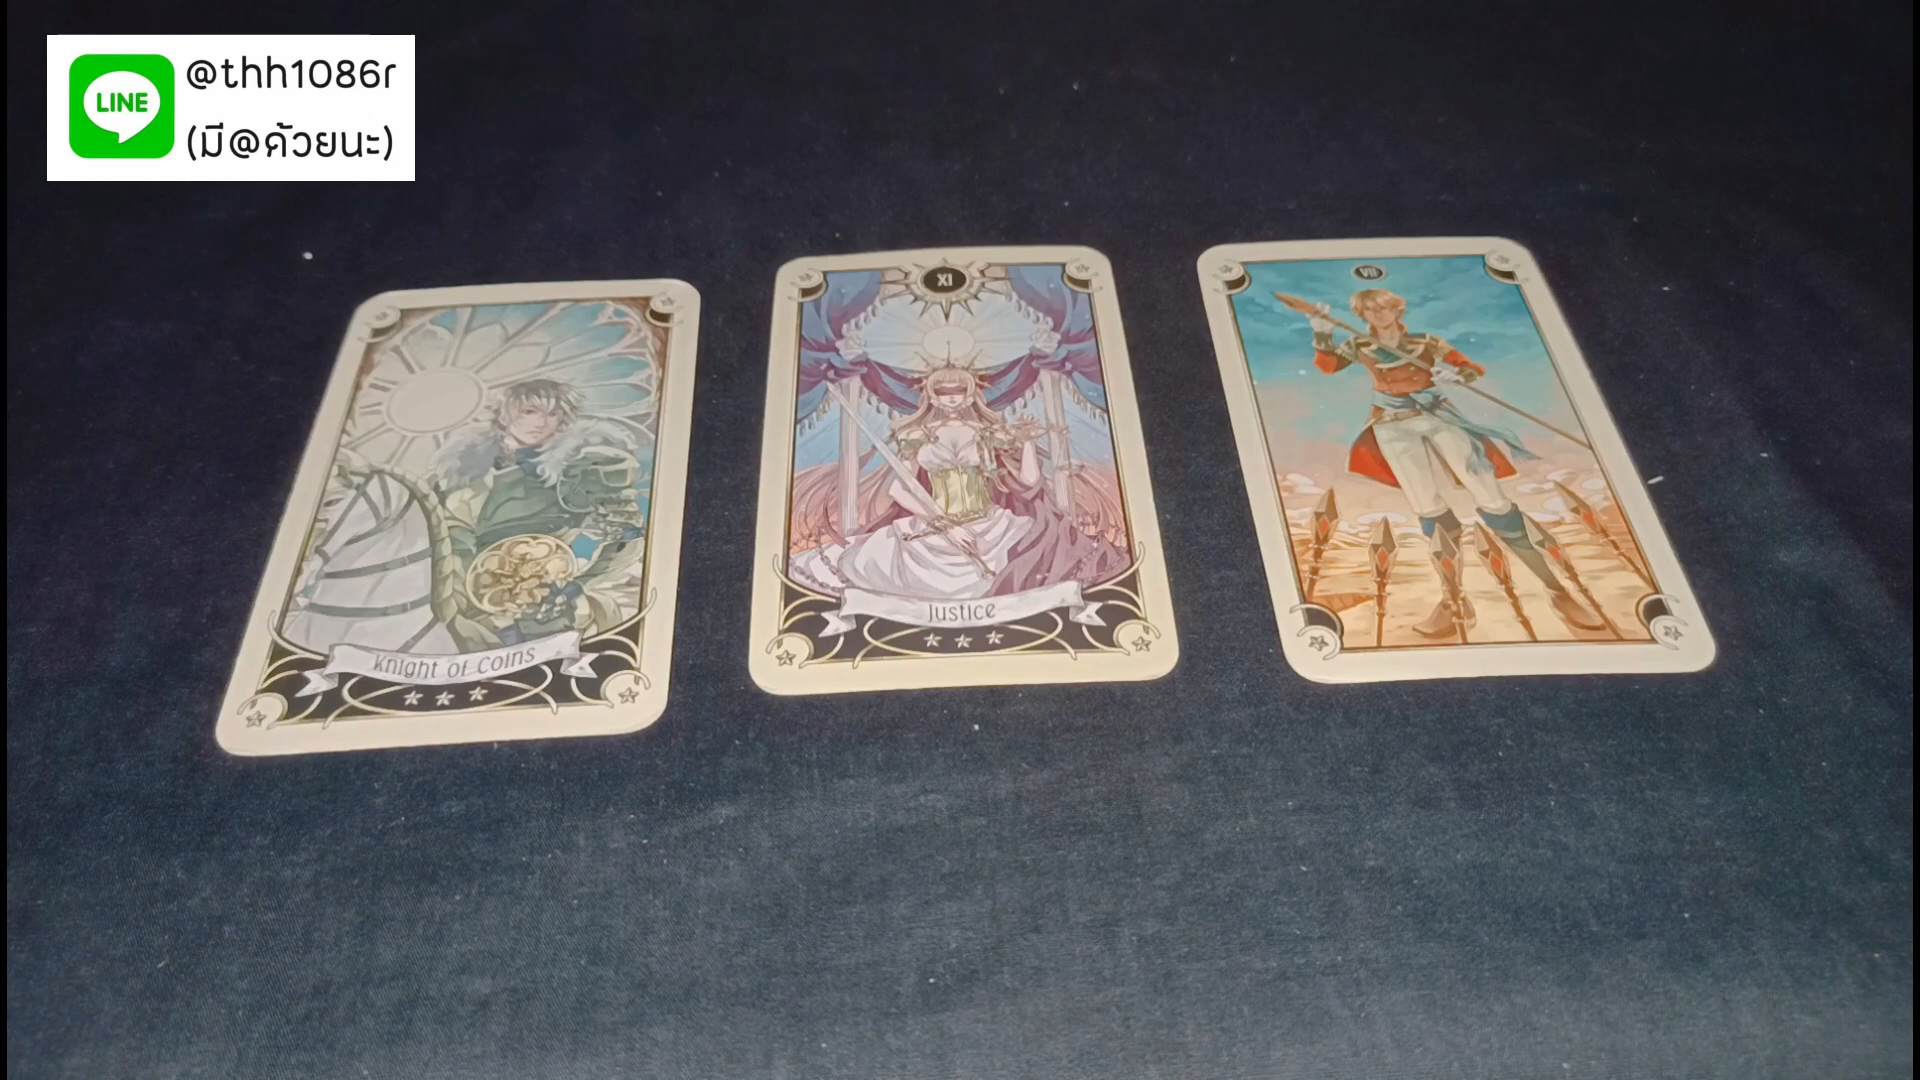 LINE
@thh1086r
(มี@ด้วยนะ)
XI
VII
Knight of Coins
Justice